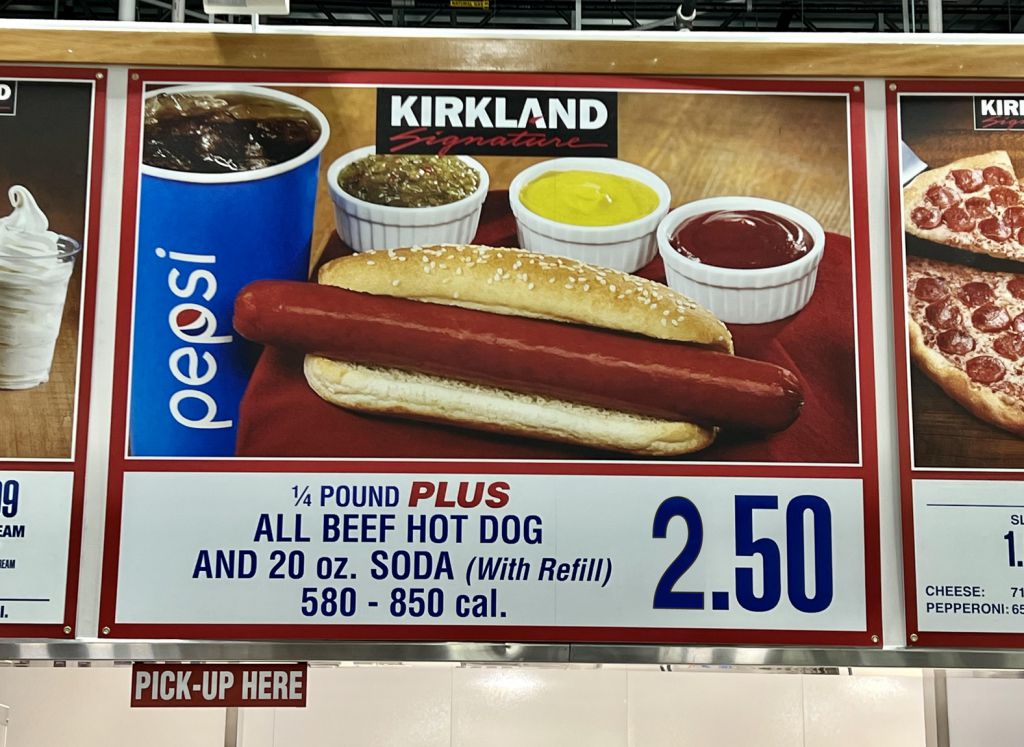 KIRKLAND
Signature
pepsi
¼ POUND PLUS
ALL BEEF HOT DOG
AND 20 oz. SODA (With Refill)
580 - 850 cal.
2.50
CHEESE:
PEPPERONI:
PICK-UP HERE